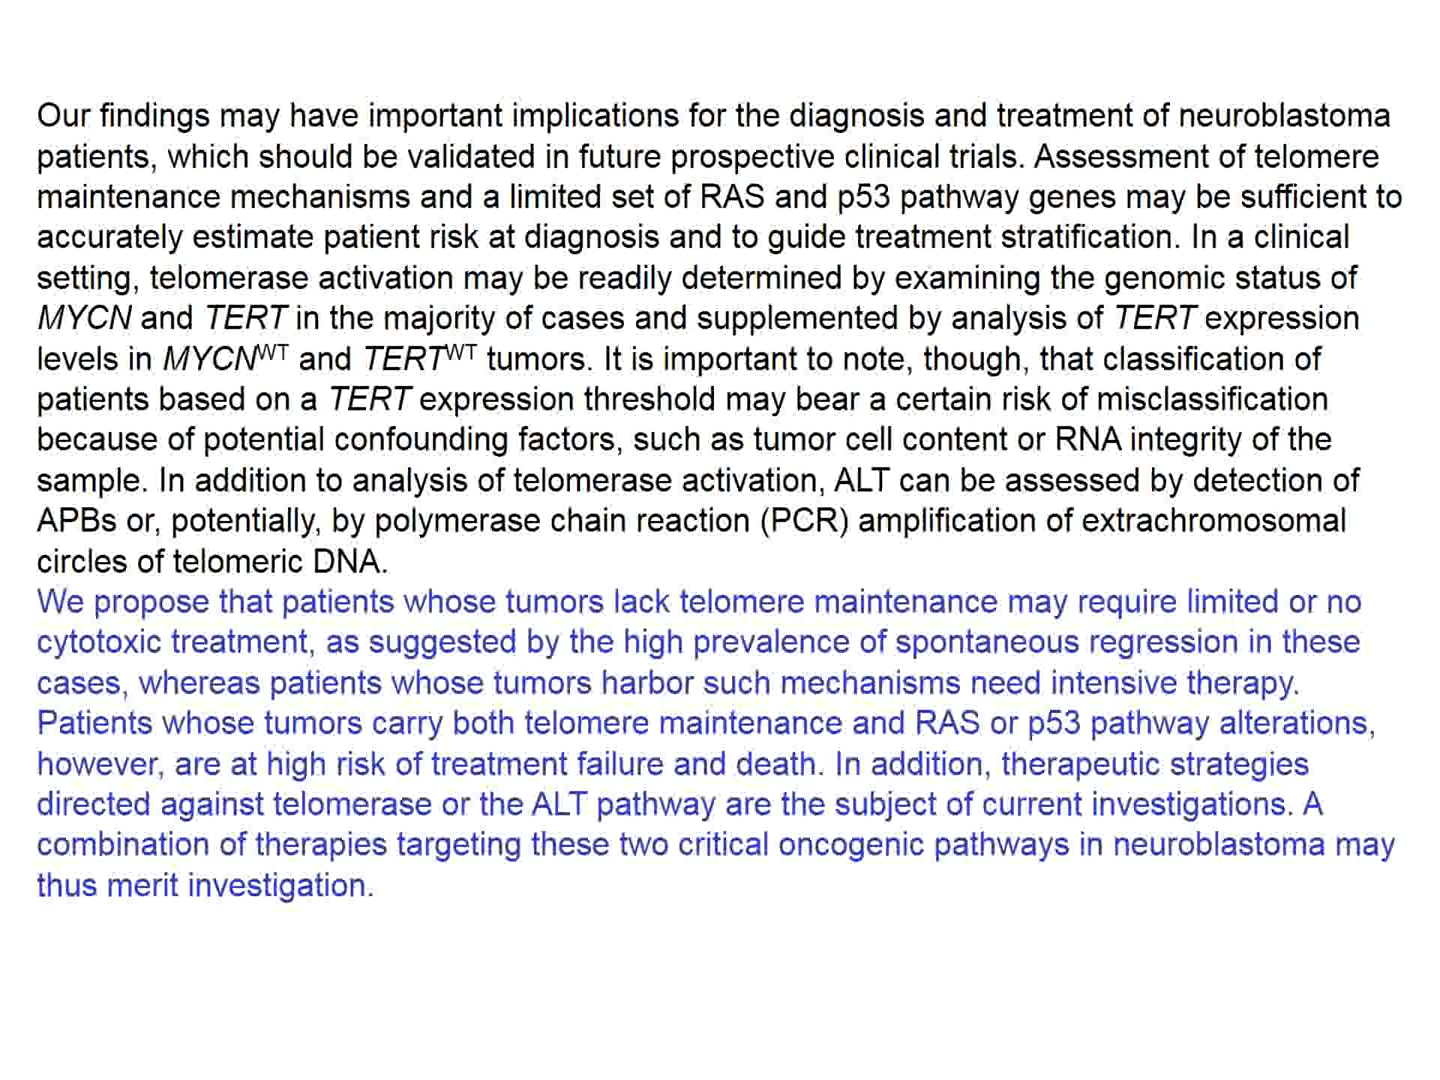 Our findings may have important implications for the diagnosis and treatment of neuroblastoma
patients, which should be validated in future prospective clinical trials. Assessment of telomere
maintenance mechanisms and a limited set of RAS and p53 pathway genes may be sufficient to
accurately estimate patient risk at diagnosis and to guide treatment stratification. In a clinical
setting, telomerase activation may be readily determined by examining the genomic status of
MYCN and TERT in the majority of cases and supplemented by analysis of TERT expression
levels in MYCNWT and TERTWT tumors. It is important to note, though, that classification of
patients based on a TERT expression threshold may bear a certain risk of misclassification
because of potential confounding factors, such as tumor cell content or RNA integrity of the
sample. In addition to analysis of telomerase activation, ALT can be assessed by detection of
APBs or, potentially, by polymerase chain reaction (PCR) amplification of extrachromosomal
circles of telomeric DNA.
We propose that patients whose tumors lack telomere maintenance may require limited or no
cytotoxic treatment, as suggested by the high prevalence of spontaneous regression in these
cases, whereas patients whose tumors harbor such mechanisms need intensive therapy.
Patients whose tumors carry both telomere maintenance and RAS or p53 pathway alterations,
however, are at high risk of treatment failure and death. In addition, therapeutic strategies
directed against telomerase or the ALT pathway are the subject of current investigations. A
combination of therapies targeting these two critical oncogenic pathways in neuroblastoma may
thus merit investigation.